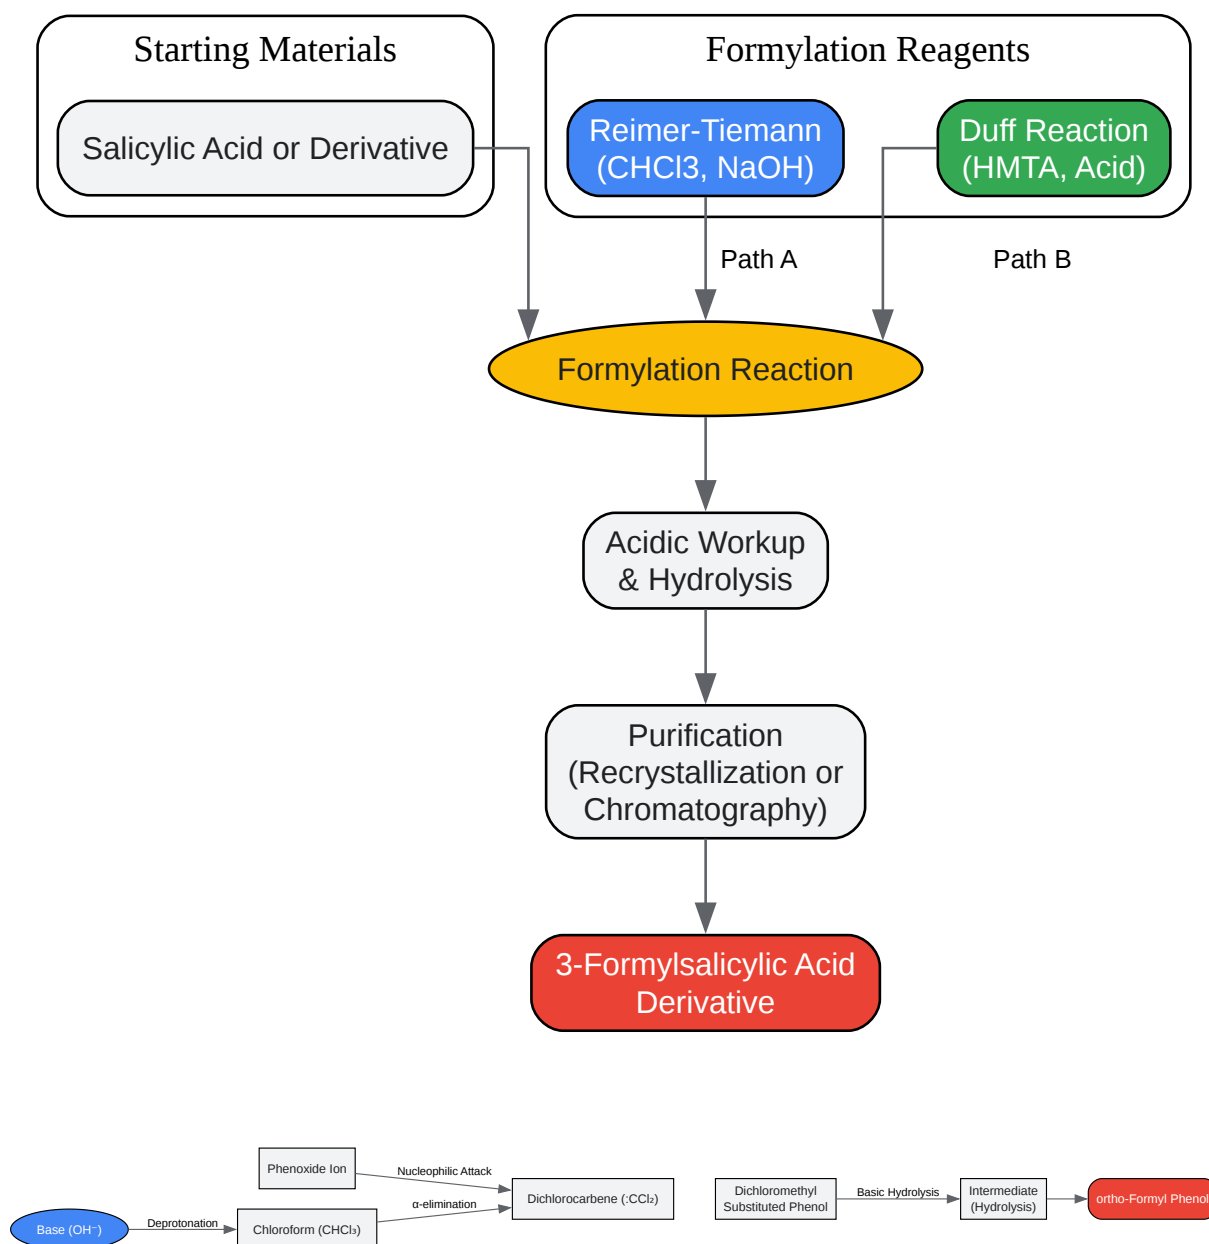 Starting Materials
Formylation Reagents
Salicylic Acid or Derivative
Reimer-Tiemann
(CHCl3, NaOH)
Duff Reaction
(HMTA, Acid)
Path A
Path B
Formylation Reaction
Acidic Workup
& Hydrolysis
Purification
(Recrystallization or
Chromatography)
3-Formylsalicylic Acid
Derivative
Phenoxide Ion
Nucleophilic Attack
Base (OH⁻)
Deprotonation
Chloroform (CHCl₃)
α-elimination
Dichlorocarbene (:CCl₂)
Dichloromethyl
Substituted Phenol
Basic Hydrolysis
Intermediate
(Hydrolysis)
ortho-Formyl Phenol